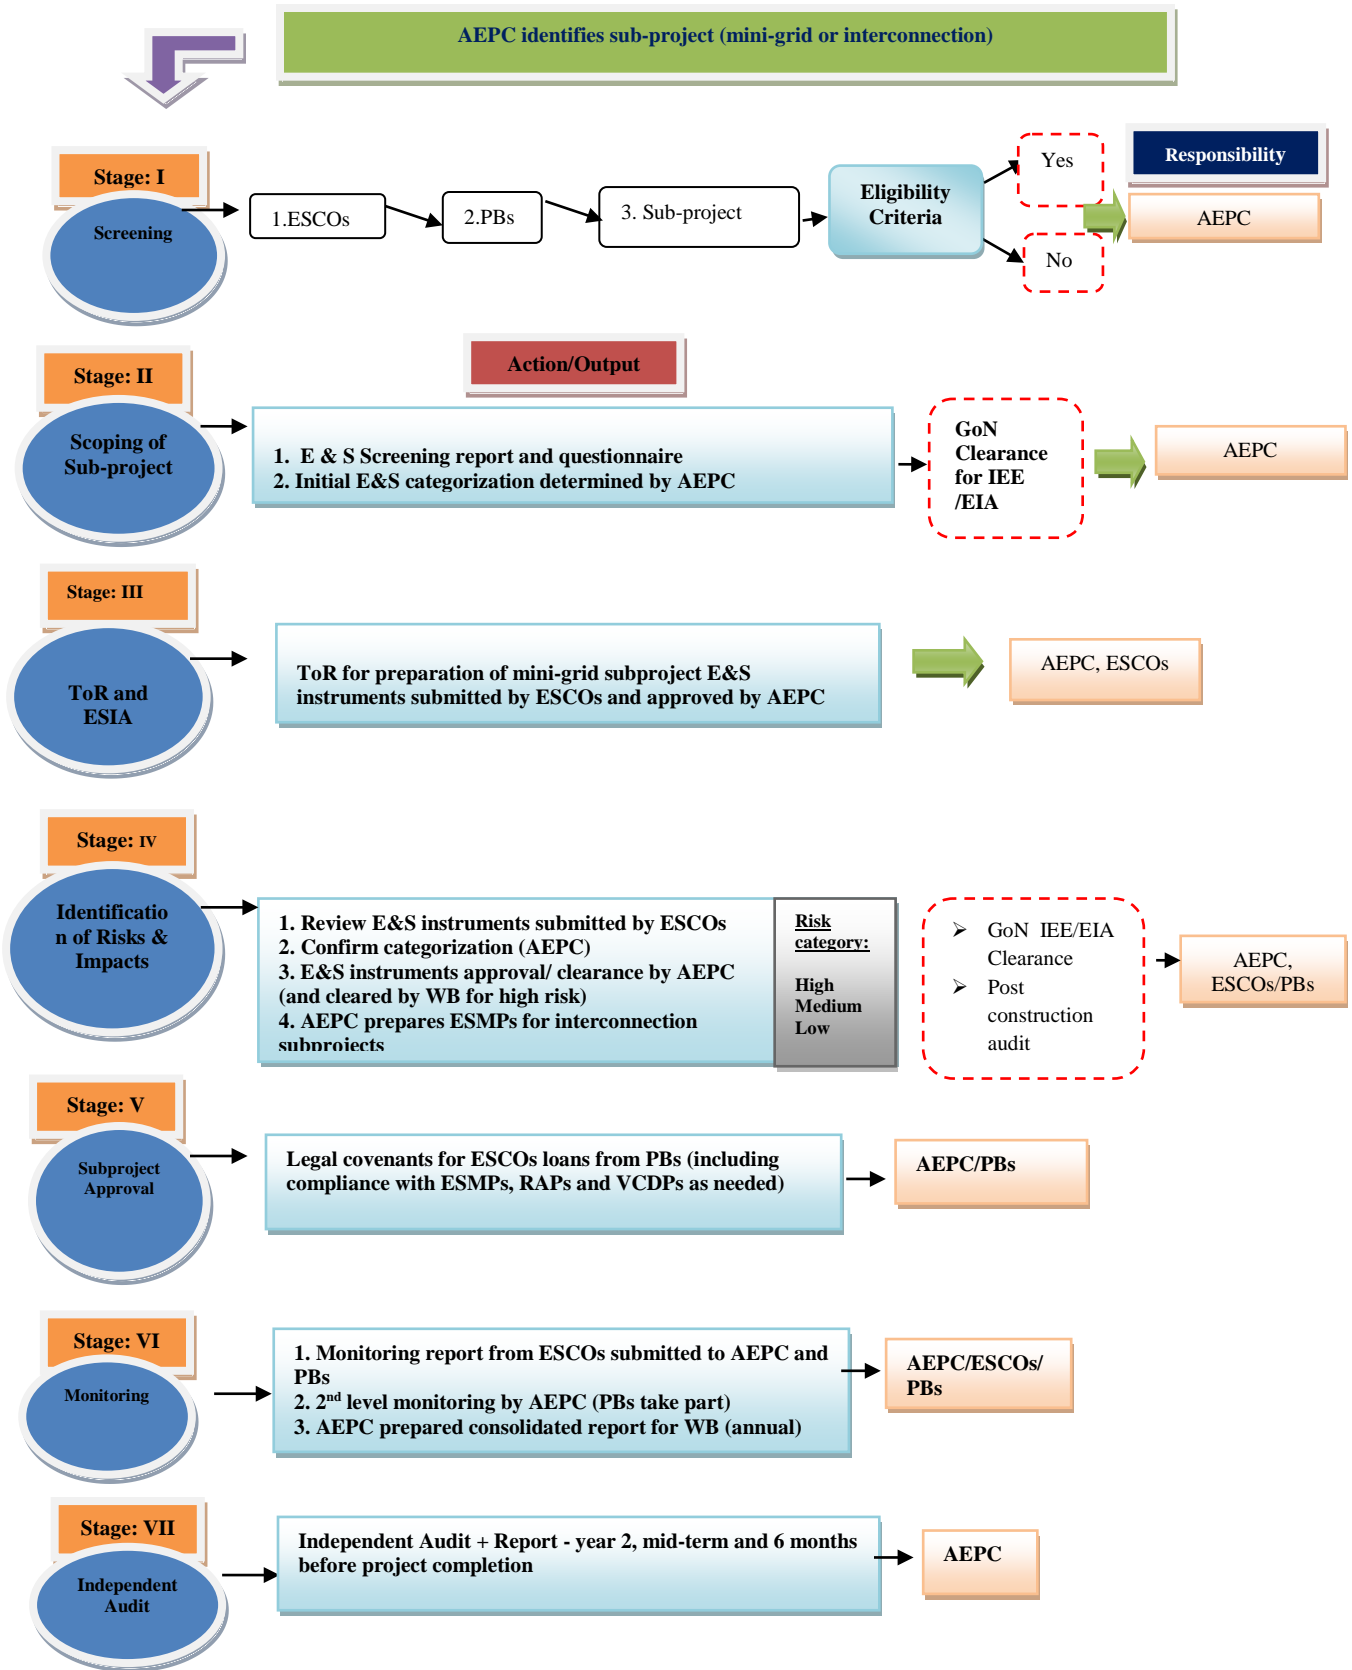 AEPC identifies sub-project (mini-grid or interconnection)
Stage: I
Screening
1.ESCOs
2.PBs
3. Sub-project
Eligibility
Criteria
Yes
No
Responsibility
AEPC
Action/Output
Stage: II
Scoping of
Sub-project
1. E & S Screening report and questionnaire
2. Initial E&S categorization determined by AEPC
GoN
Clearance
for IEE
/EIA
AEPC
Stage: III
ToR and
ESIA
ToR for preparation of mini-grid subproject E&S
instruments submitted by ESCOs and approved by AEPC
AEPC, ESCOs
Stage: IV
Identificatio
n of Risks &
Impacts
1. Review E&S instruments submitted by ESCOs
2. Confirm categorization (AEPC)
3. E&S instruments approval/ clearance by AEPC
(and cleared by WB for high risk)
4. AEPC prepares ESMPs for interconnection
subprojects
Risk
category:
High
Medium
Low
➢ GoN IEE/EIA
Clearance
➢ Post
construction
audit
AEPC,
ESCOs/PBs
Stage: V
Subproject
Approval
Legal covenants for ESCOs loans from PBs (including
compliance with ESMPs, RAPs and VCDPs as needed)
AEPC/PBs
Stage: VI
Monitoring
1. Monitoring report from ESCOs submitted to AEPC and
PBs
2. 2nd level monitoring by AEPC (PBs take part)
3. AEPC prepared consolidated report for WB (annual)
AEPC/ESCOs/
PBs
Stage: VII
Independent
Audit
Independent Audit + Report - year 2, mid-term and 6 months
before project completion
AEPC